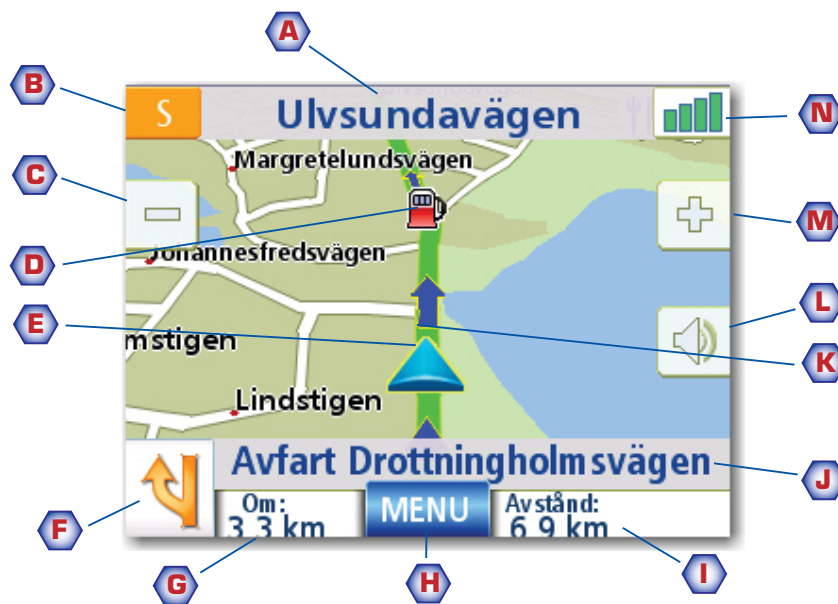 A
B
S
Ulvsundavägen
N
Margretelundsvägen
C
M
D
Johannesfredsvägen
E
L
mstigen
K
Lindstigen
Avfart Drottningholmsvägen
J
F
Om:
3.3 km
MENU
Avstånd:
6.9 km
G
H
I